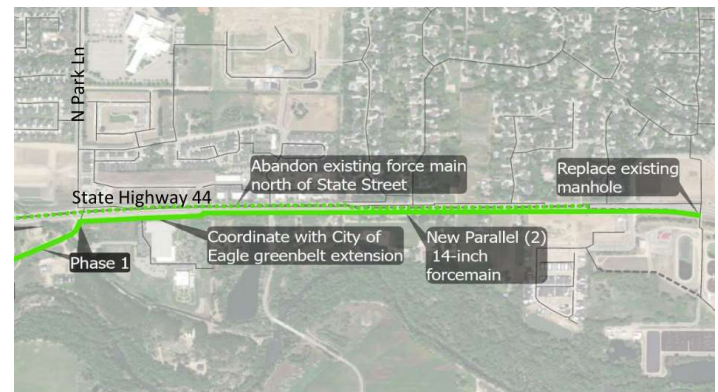 N Park Ln
Abandon existing force main
north of State Street
Replace existing
manhole
State Highway 44
Coordinate with City of
Eagle greenbelt extension
New Parallel (2)
14-inch
forcemain
Phase 1